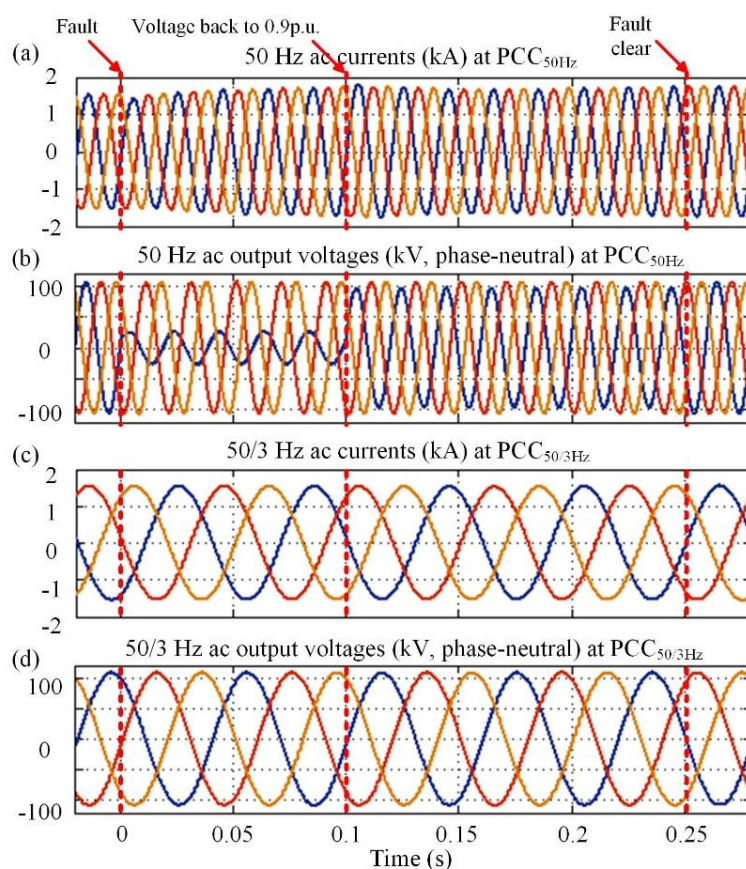 Fault Voltage back to 0.9p.u. Fault
clear
(a) 50 Hz ac currents (kA) at PCC50Hz
2
1
0
-1
-2
(b) 50 Hz ac output voltages (kV, phase-neutral) at PCC50Hz
100
0
-100
(c) 50/3 Hz ac currents (kA) at PCC50/3Hz
2
1
0
-1
-2
(d) 50/3 Hz ac output voltages (kV, phase-neutral) at PCC50/3Hz
100
0
-100
0 0.05 0.1 0.15 0.2 0.25
Time (s)